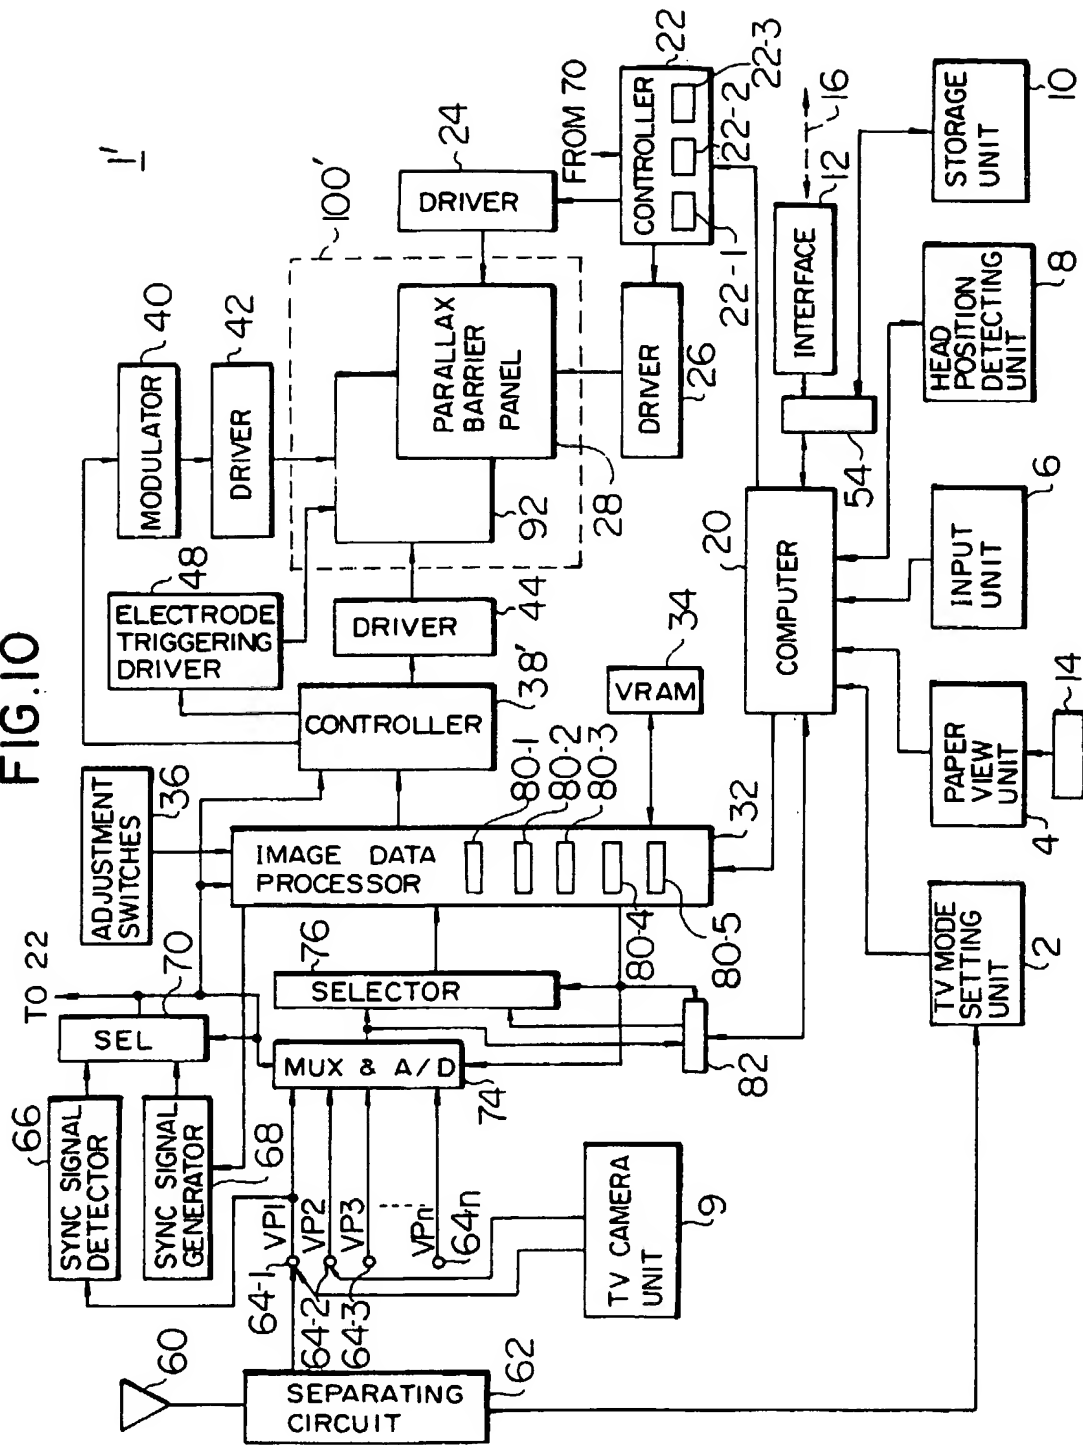 FIG.10
1'
60
SEPARATING
CIRCUIT
62
66
SYNC SIGNAL
DETECTOR
SYNC SIGNAL
GENERATOR
68
64-1
VP1
64-2
VP2
64-3
VP3
VPn
64n
TV CAMERA
UNIT
9
TO 22
70
SEL
MUX & A/D
74'
76
SELECTOR
82
TV MODE
SETTING
UNIT
2
ADJUSTMENT
SWITCHES
36
IMAGE DATA
PROCESSOR
80-1
80-2
80-3
80-4
80-5
32
VRAM
34
PAPER
VIEW
UNIT
4
14
CONTROLLER
38'
ELECTRODE
TRIGGERING
DRIVER
48
DRIVER
44
COMPUTER
20
INPUT
UNIT
6
MODULATOR
40
DRIVER
42
100'
PARALLAX
BARRIER
PANEL
92
28
DRIVER
26
54
INTERFACE
12
16
HEAD
POSITION
DETECTING
UNIT
8
DRIVER
24
FROM 70
CONTROLLER
22
22-1
22-2
22-3
STORAGE
UNIT
10